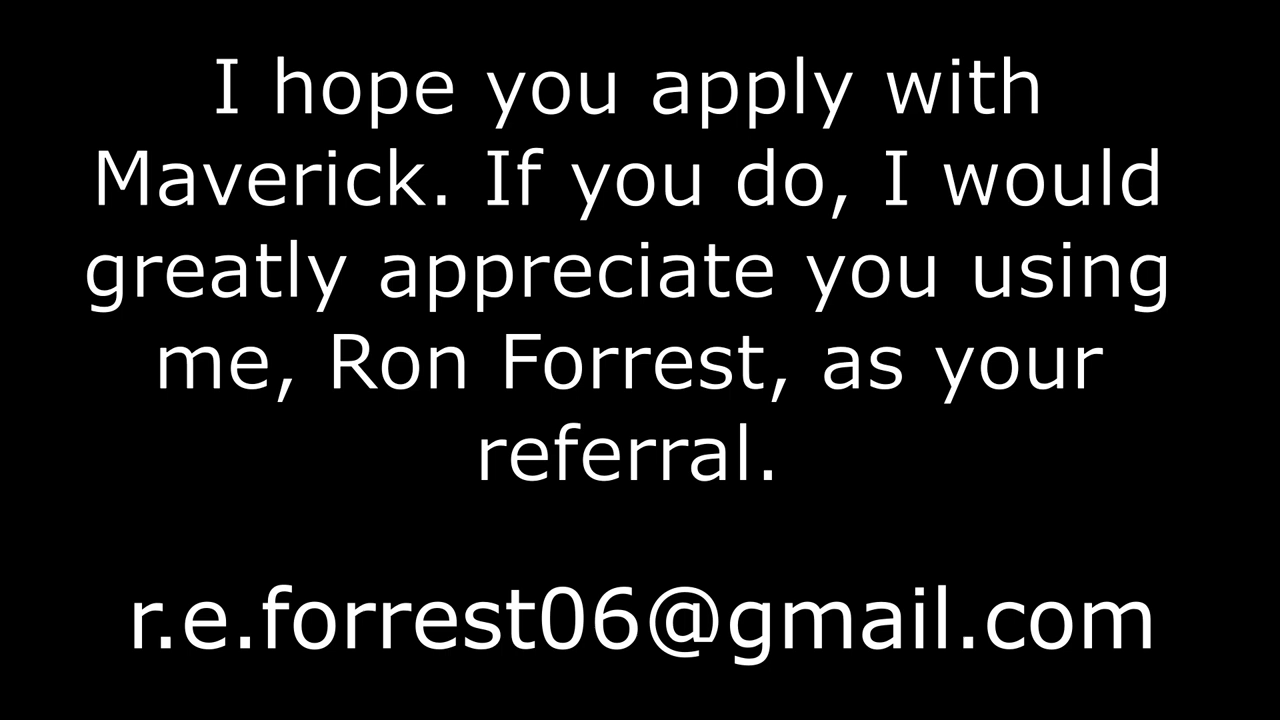 I hope you apply with
Maverick. If you do, I would
greatly appreciate you using
me, Ron Forrest, as your
referral.
r.e.forrest06@gmail.com